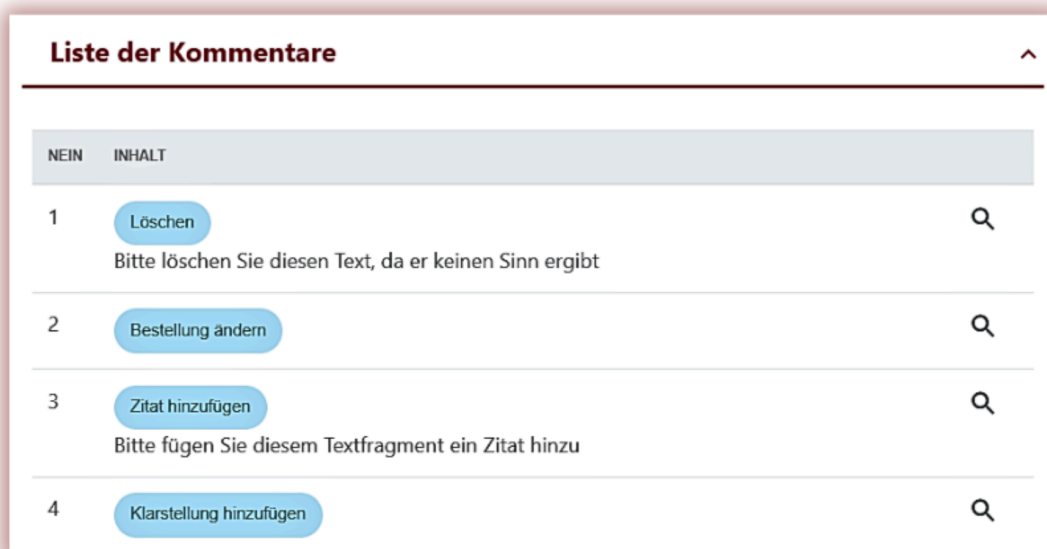 Liste der Kommentare
NEIN INHALT
1 Löschen
Bitte löschen Sie diesen Text, da er keinen Sinn ergibt
2 Bestellung ändern
3 Zitat hinzufügen
Bitte fügen Sie diesem Textfragment ein Zitat hinzu
4 Klarstellung hinzufügen